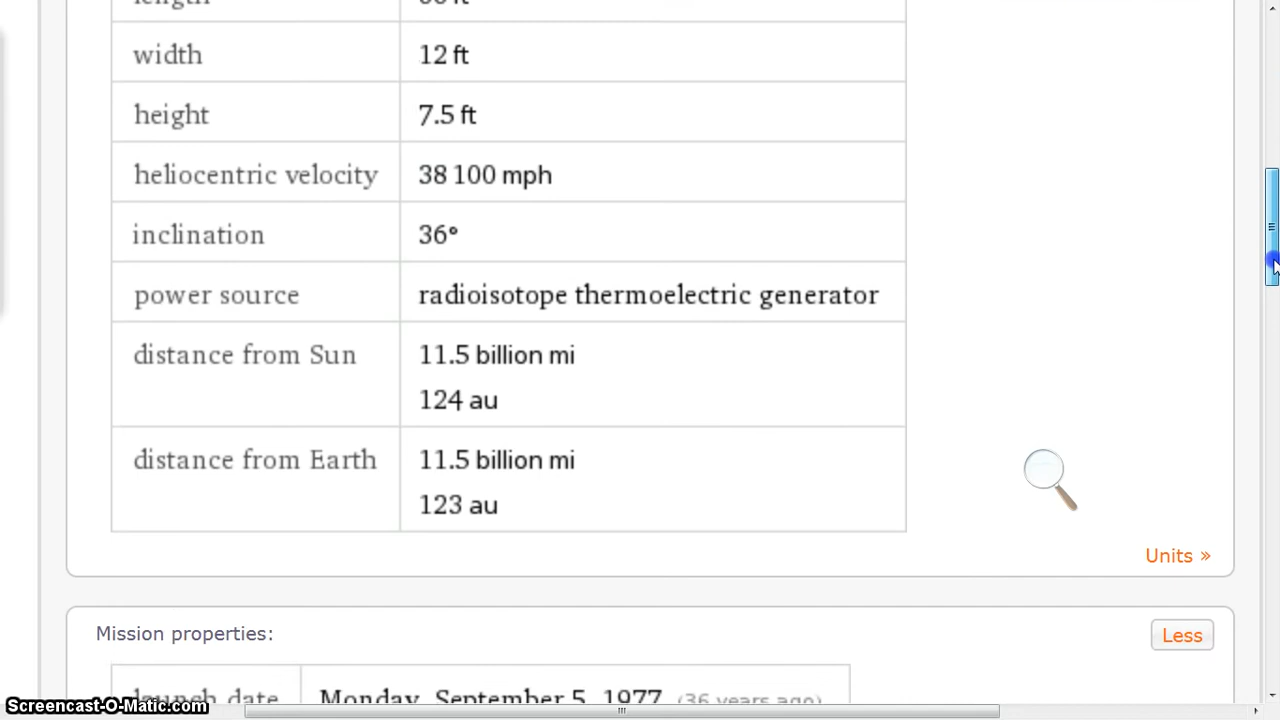 width 12 ft
height 7.5 ft
heliocentric velocity 38 100 mph
inclination 36°
power source radioisotope thermoelectric generator
distance from Sun 11.5 billion mi
124 au
distance from Earth 11.5 billion mi
123 au
Units »
Mission properties:
Less
launch date Monday, September 5, 1977 (36 years ago)
Screencast-O-Matic.com